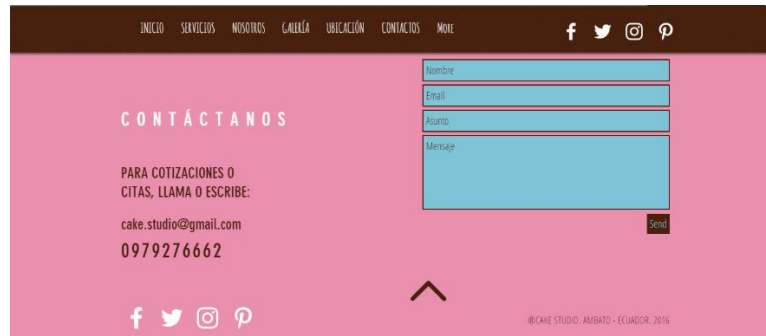 INICIO SERVICIOS NOSOTROS GALERÍA UBICACIÓN CONTACTOS MORE
CONTÁCTANOS
PARA COTIZACIONES O
CITAS, LLAMA O ESCRIBE:
cake.studio@gmail.com
0979276662
Nombre
Email
Asunto
Mensaje
Send
®CAKE STUDIO. AMBATO - ECUADOR. 2016